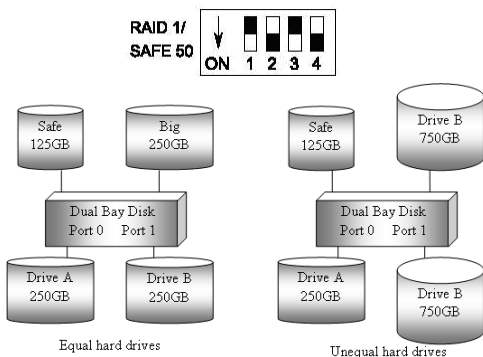 RAID 1/
SAFE 50
ON 1 2 3 4
Safe
125GB
Big
250GB
Dual Bay Disk
Port 0 Port 1
Drive A
250GB
Drive B
250GB
Equal hard drives
Safe
125GB
Drive B
750GB
Dual Bay Disk
Port 0 Port 1
Drive A
250GB
Drive B
750GB
Unequal hard drives